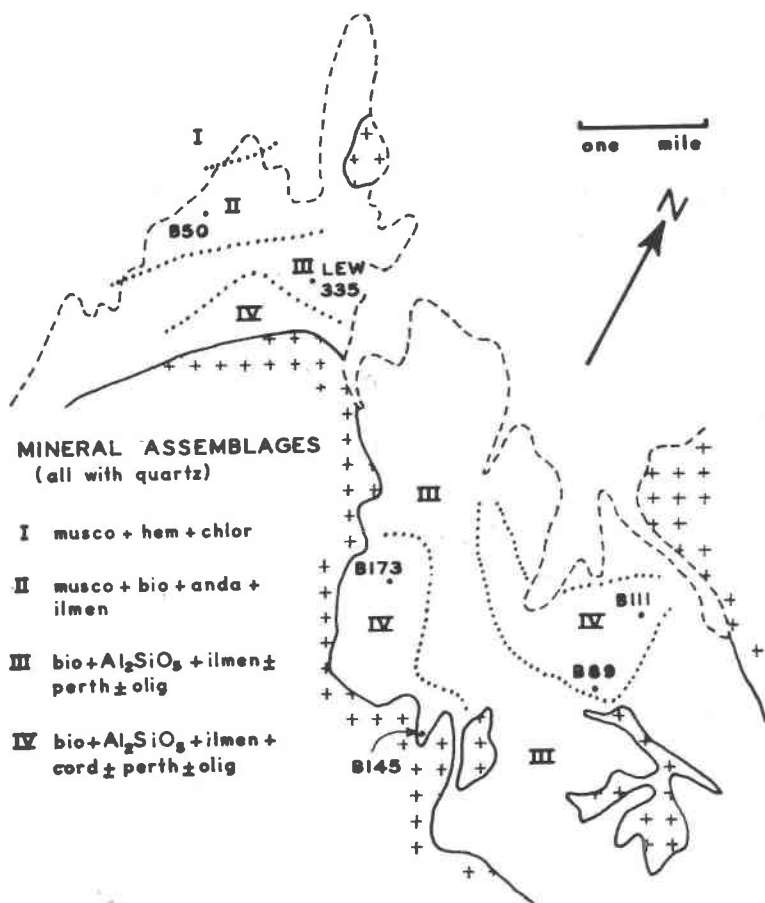 I
II
B50
III LEW
335
IV
one mile
N
MINERAL ASSEMBLAGES
(all with quartz)
I musco + hem + chlor
II musco + bio + anda +
ilmen
III bio + Al₂SiO₅ + ilmen ±
perth ± olig
IV bio + Al₂SiO₅ + ilmen +
cord ± perth ± olig
III
B173
IV
B111
IV
B89
B145
III